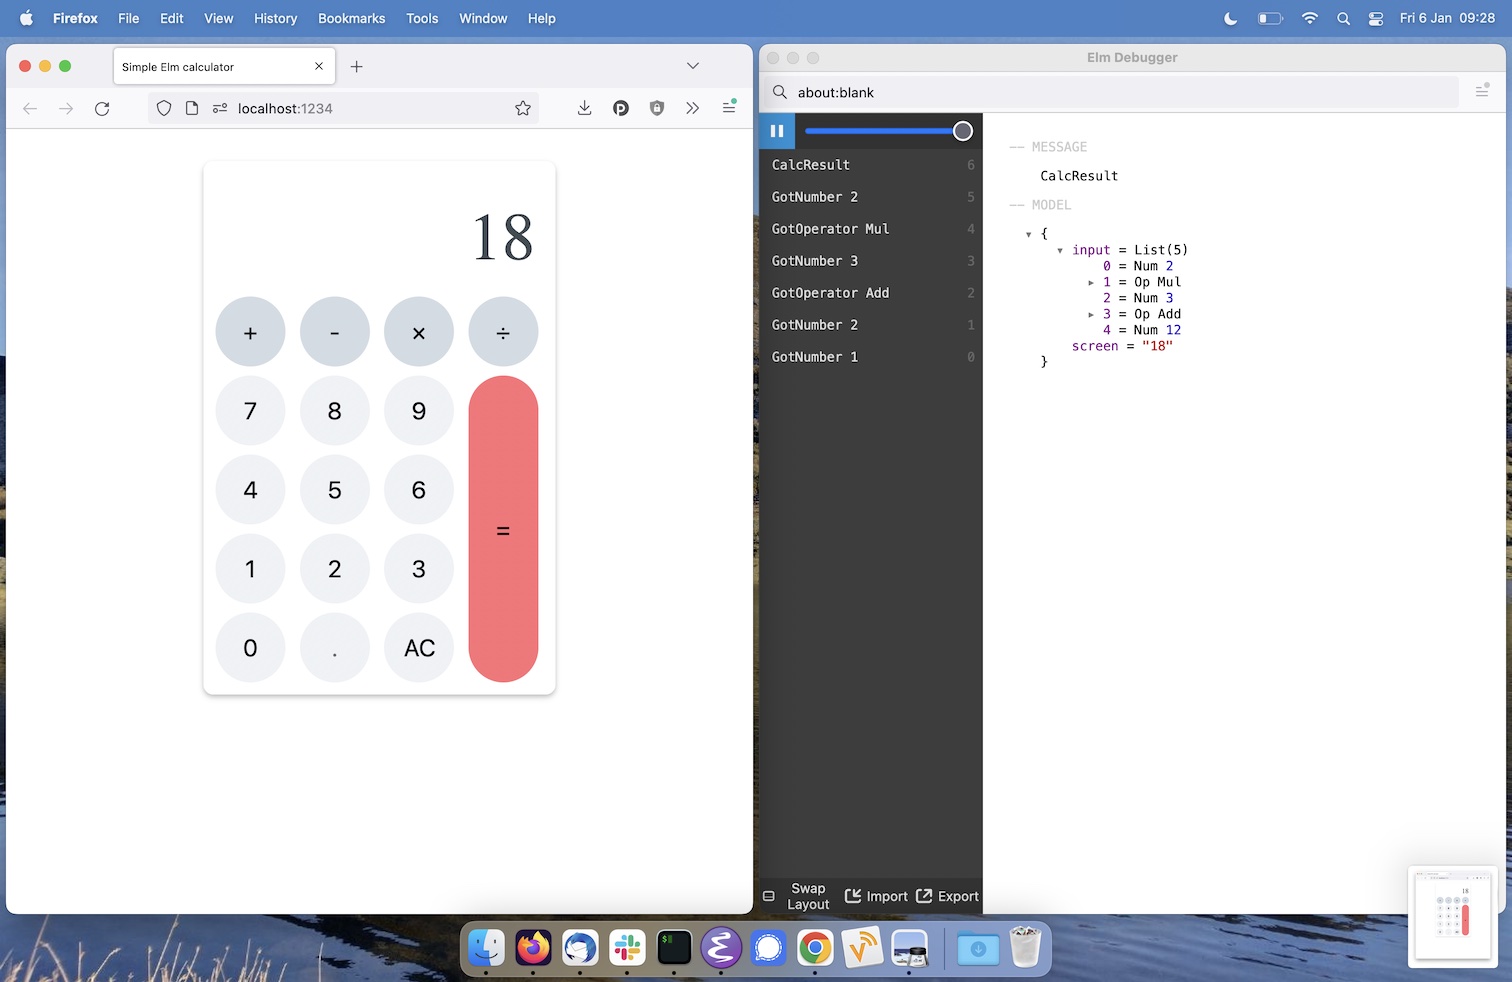 Firefox File Edit View History Bookmarks Tools Window Help Fri 6 Jan 09:28
Simple Elm calculator
localhost:1234
18
+ - × ÷
7 8 9
4 5 6
=
1 2 3
0 . AC
Elm Debugger
about:blank
CalcResult 6
GotNumber 2 5
GotOperator Mul 4
GotNumber 3 3
GotOperator Add 2
GotNumber 2 1
GotNumber 1 0
Swap Layout Import Export
-- MESSAGE
CalcResult
-- MODEL
{
input = List(5)
0 = Num 2
1 = Op Mul
2 = Num 3
3 = Op Add
4 = Num 12
screen = "18"
}
18